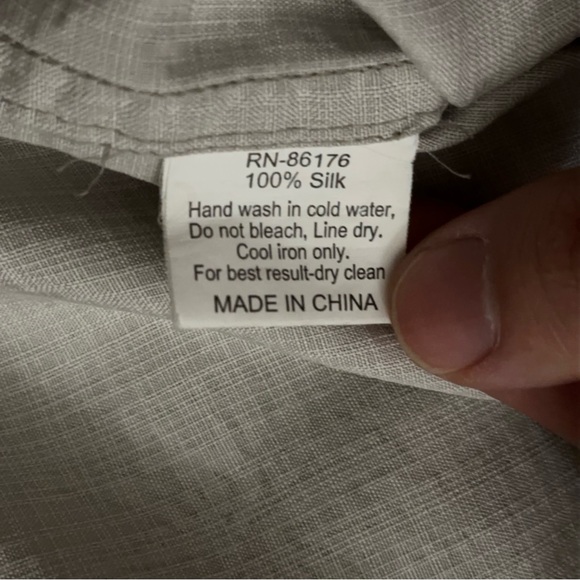 RN-86176
100% Silk
Hand wash in cold water,
Do not bleach, Line dry.
Cool iron only.
For best result-dry clean
MADE IN CHINA